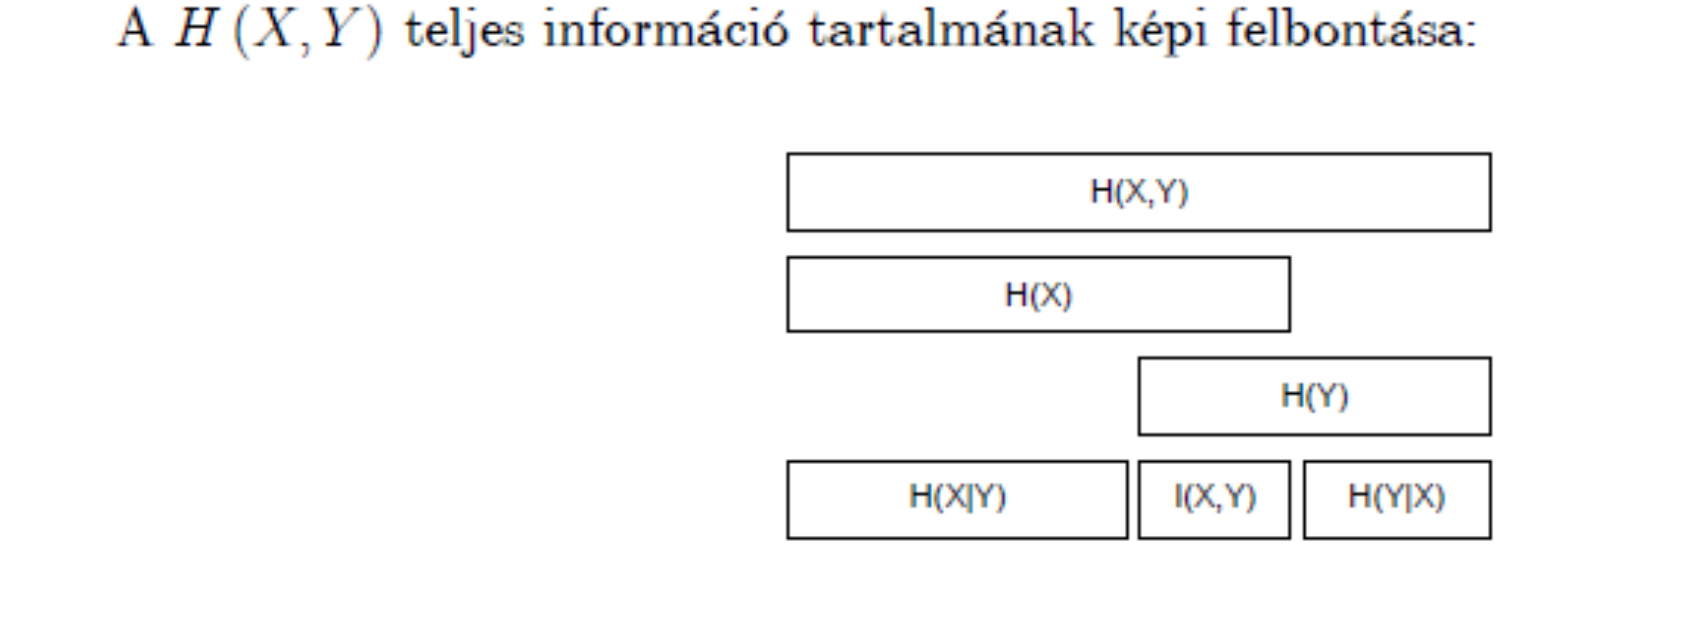 A H (X, Y) teljes információ tartalmának képi felbontása:
H(X,Y)
H(X)
H(Y)
H(X|Y) I(X,Y) H(Y|X)